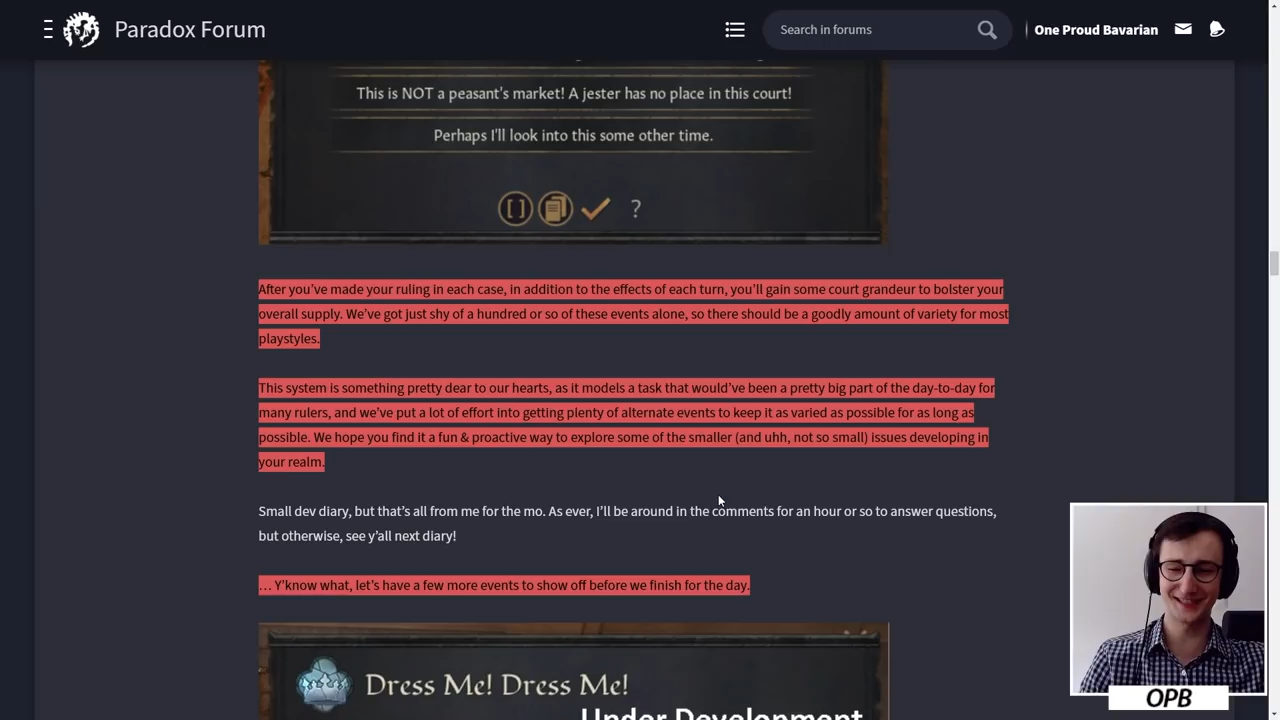 Paradox Forum
Search in forums
One Proud Bavarian
This is NOT a peasant's market! A jester has no place in this court!
Perhaps I'll look into this some other time.
[] ?
After you’ve made your ruling in each case, in addition to the effects of each turn, you’ll gain some court grandeur to bolster your
overall supply. We’ve got just shy of a hundred or so of these events alone, so there should be a goodly amount of variety for most
playstyles.
This system is something pretty dear to our hearts, as it models a task that would’ve been a pretty big part of the day-to-day for
many rulers, and we’ve put a lot of effort into getting plenty of alternate events to keep it as varied as possible for as long as
possible. We hope you find it a fun & proactive way to explore some of the smaller (and uhh, not so small) issues developing in
your realm.
Small dev diary, but that’s all from me for the mo. As ever, I’ll be around in the comments for an hour or so to answer questions,
but otherwise, see y’all next diary!
… Y’know what, let’s have a few more events to show off before we finish for the day.
Dress Me! Dress Me!
Under Development
OPB